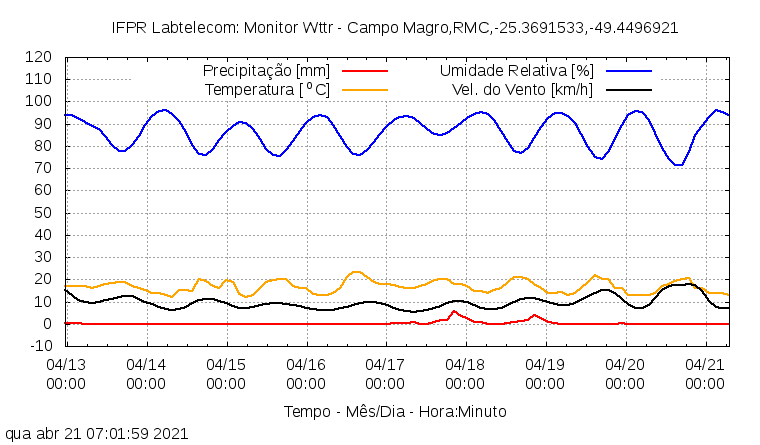 IFPR Labtelecom: Monitor Wttr - Campo Magro,RMC,-25.3691533,-49.4496921
Precipitação [mm]
Temperatura [ ⁰C]
Umidade Relativa [%]
Vel. do Vento [km/h]
120
110
100
90
80
70
60
50
40
30
20
10
0
-10
04/13 04/14 04/15 04/16 04/17 04/18 04/19 04/20 04/21
00:00 00:00 00:00 00:00 00:00 00:00 00:00 00:00 00:00
Tempo - Mês/Dia - Hora:Minuto
qua abr 21 07:01:59 2021